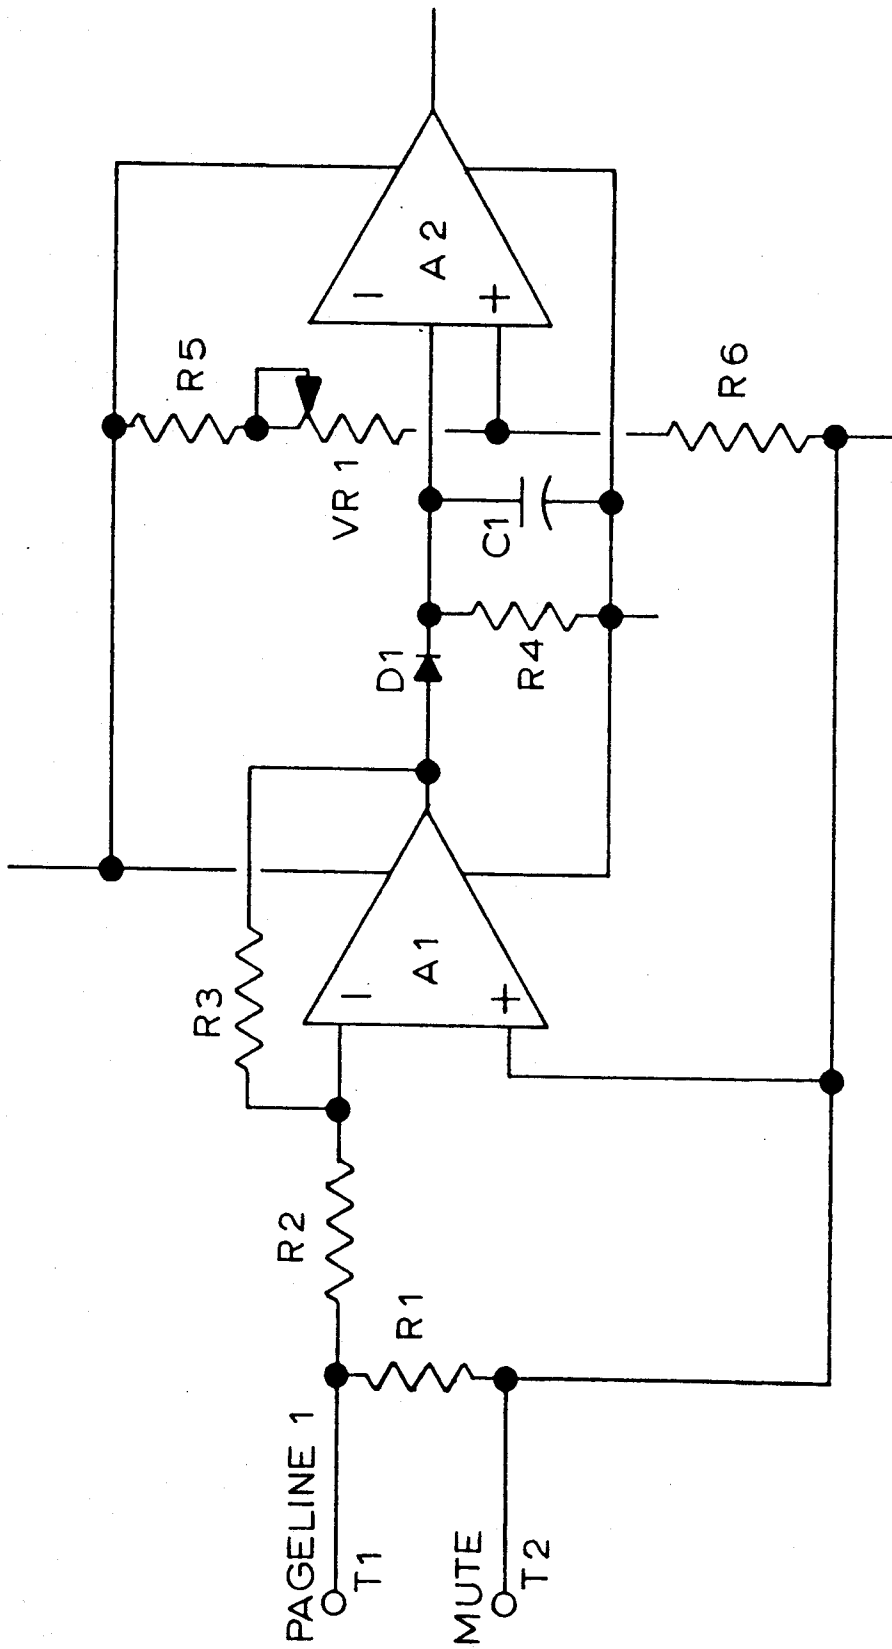 PAGELINE 1
T1
MUTE
T2
R1
R2
R3
A1
−
+
D1
R4
C1
VR1
R5
R6
A2
−
+